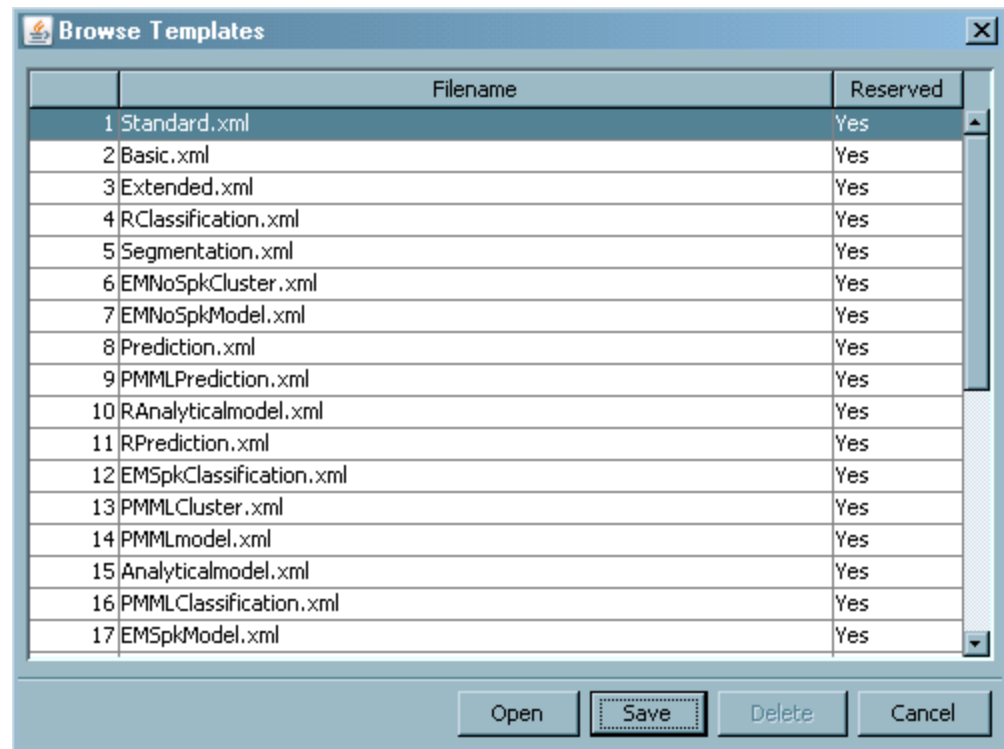 Browse Templates
Filename Reserved
1 Standard.xml Yes
2 Basic.xml Yes
3 Extended.xml Yes
4 RClassification.xml Yes
5 Segmentation.xml Yes
6 EMNoSpkCluster.xml Yes
7 EMNoSpkModel.xml Yes
8 Prediction.xml Yes
9 PMMLPrediction.xml Yes
10 RAnalyticalmodel.xml Yes
11 RPrediction.xml Yes
12 EMSpkClassification.xml Yes
13 PMMLCluster.xml Yes
14 PMMLmodel.xml Yes
15 Analyticalmodel.xml Yes
16 PMMLClassification.xml Yes
17 EMSpkModel.xml Yes
Open Save Delete Cancel